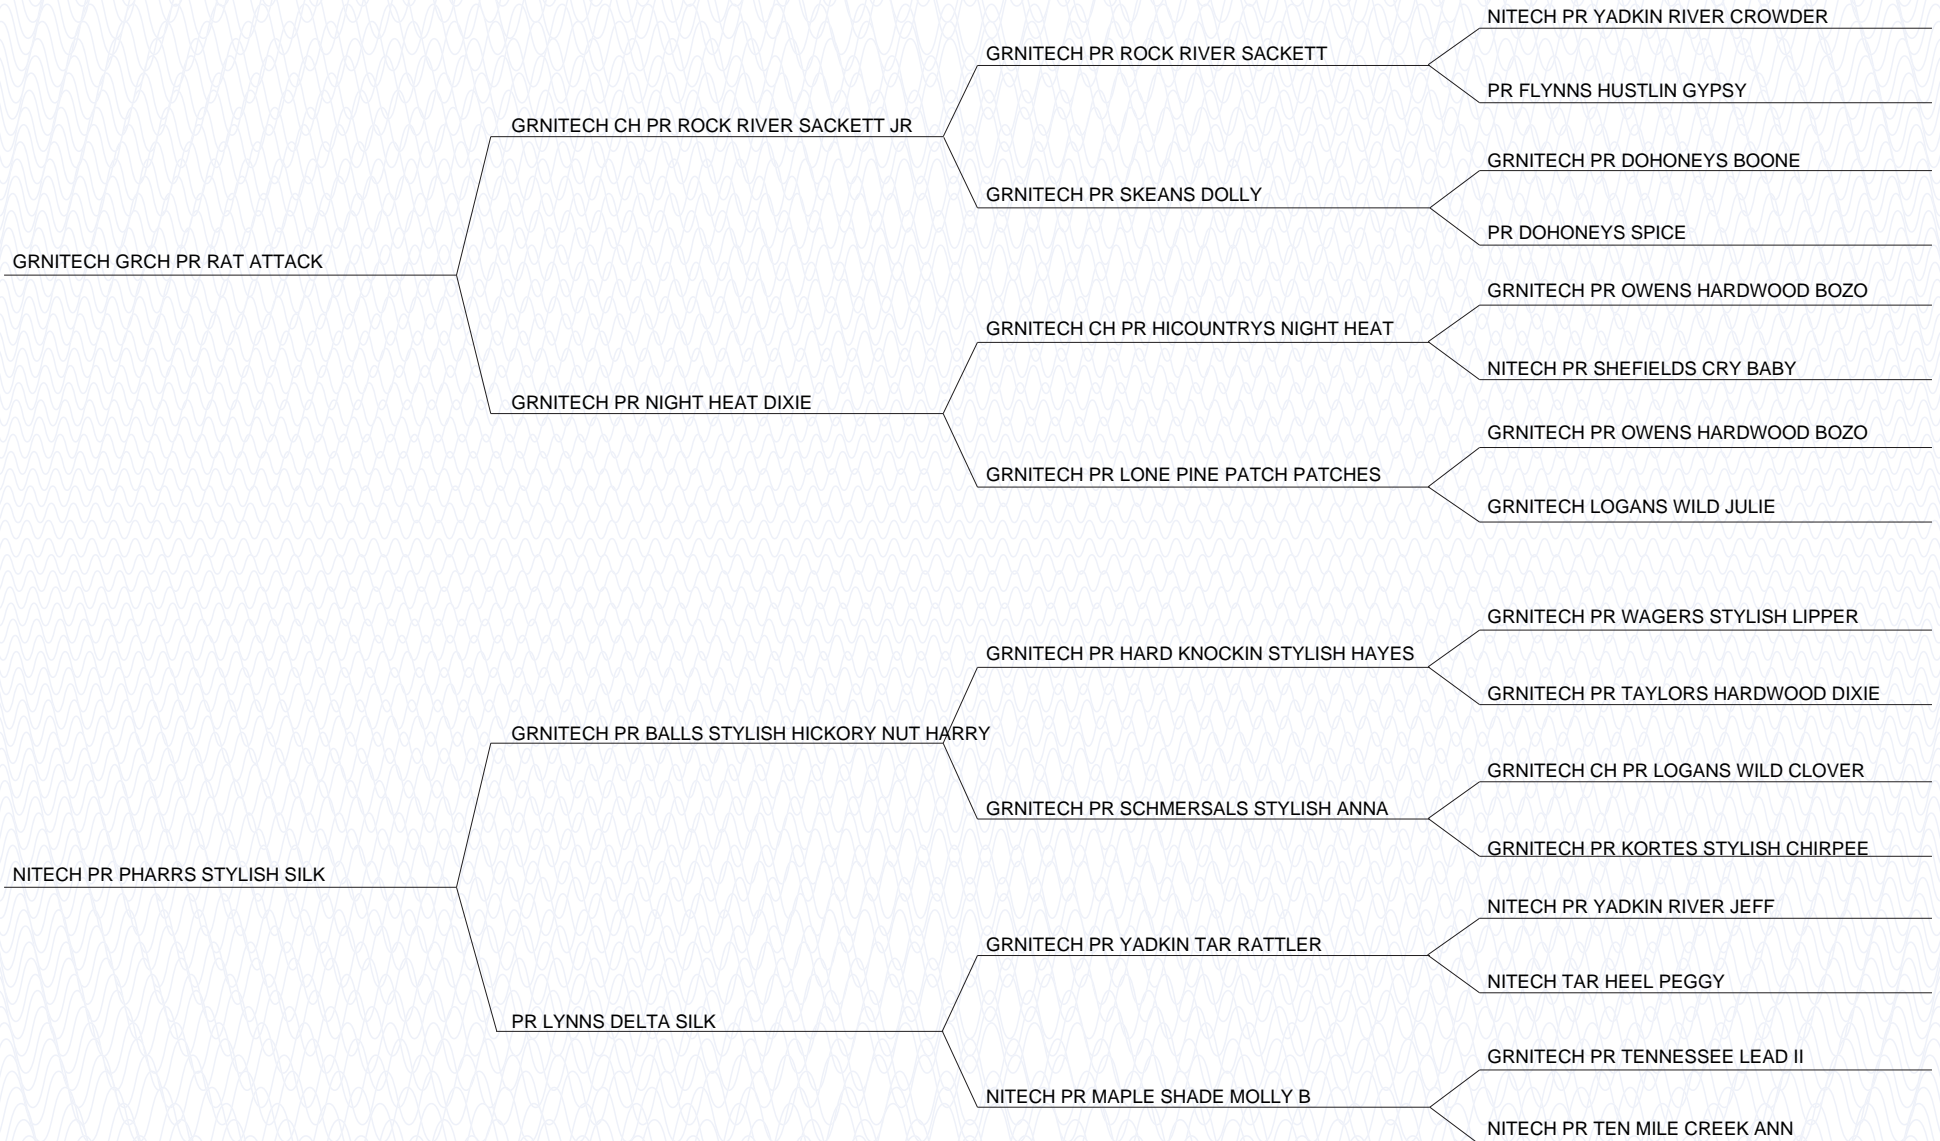 NITECH PR YADKIN RIVER CROWDER
GRNITECH PR ROCK RIVER SACKETT
PR FLYNNS HUSTLIN GYPSY
GRNITECH CH PR ROCK RIVER SACKETT JR
GRNITECH PR DOHONEYS BOONE
GRNITECH PR SKEANS DOLLY
PR DOHONEYS SPICE
GRNITECH GRCH PR RAT ATTACK
GRNITECH PR OWENS HARDWOOD BOZO
GRNITECH CH PR HICOUNTRYS NIGHT HEAT
NITECH PR SHEFIELDS CRY BABY
GRNITECH PR NIGHT HEAT DIXIE
GRNITECH PR OWENS HARDWOOD BOZO
GRNITECH PR LONE PINE PATCH PATCHES
GRNITECH LOGANS WILD JULIE
GRNITECH PR WAGERS STYLISH LIPPER
GRNITECH PR HARD KNOCKIN STYLISH HAYES
GRNITECH PR TAYLORS HARDWOOD DIXIE
GRNITECH PR BALLS STYLISH HICKORY NUT HARRY
GRNITECH CH PR LOGANS WILD CLOVER
GRNITECH PR SCHMERSALS STYLISH ANNA
GRNITECH PR KORTES STYLISH CHIRPEE
NITECH PR PHARRS STYLISH SILK
NITECH PR YADKIN RIVER JEFF
GRNITECH PR YADKIN TAR RATTLER
NITECH TAR HEEL PEGGY
PR LYNNS DELTA SILK
GRNITECH PR TENNESSEE LEAD II
NITECH PR MAPLE SHADE MOLLY B
NITECH PR TEN MILE CREEK ANN